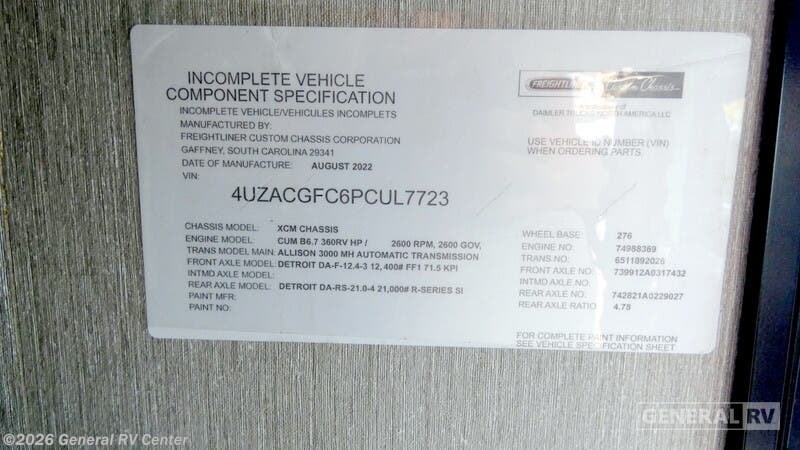 INCOMPLETE VEHICLE
COMPONENT SPECIFICATION
INCOMPLETE VEHICLE/VEHICULES INCOMPLETS
MANUFACTURED BY:
FREIGHTLINER CUSTOM CHASSIS CORPORATION
GAFFNEY, SOUTH CAROLINA 29341
DATE OF MANUFACTURE: AUGUST 2022
VIN:
4UZACGFC6PCUL7723
FREIGHTLINER Custom Chassis
DAIMLER TRUCKS NORTH AMERICA LLC
USE VEHICLE ID NUMBER (VIN)
WHEN ORDERING PARTS.
CHASSIS MODEL: XCM CHASSIS
ENGINE MODEL: CUM B6.7 360RV HP / 2600 RPM, 2600 GOV,
TRANS MODEL MAIN: ALLISON 3000 MH AUTOMATIC TRANSMISSION
FRONT AXLE MODEL: DETROIT DA-F-12.4-3 12,400# FF1 71.5 KPI
INTMD AXLE MODEL:
REAR AXLE MODEL: DETROIT DA-RS-21.0-4 21,000# R-SERIES SI
PAINT MFR:
PAINT NO:
WHEEL BASE: 276
ENGINE NO: 74988369
TRANS.NO: 6511892026
FRONT AXLE NO: 739912A0317432
INTMD AXLE NO:
REAR AXLE NO: 742821A0229027
REAR AXLE RATIO: 4.78
FOR COMPLETE PAINT INFORMATION
SEE VEHICLE SPECIFICATION SHEET
GENERAL RV
©2026 General RV Center